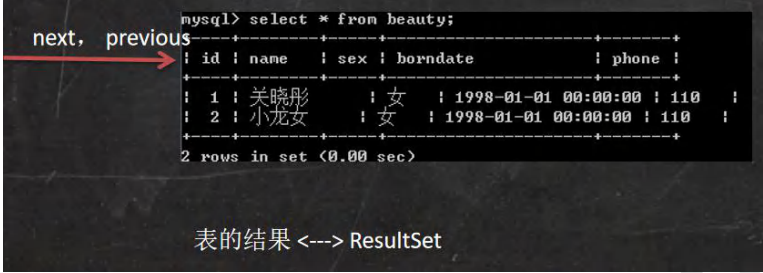 mysql> select * from beauty;
next， previous
+----+--------+-----+---------------------+-------+
| id | name | sex | borndate | phone |
+----+--------+-----+---------------------+-------+
| 1 | 关晓彤 | 女 | 1998-01-01 00:00:00 | 110 |
| 2 | 小龙女 | 女 | 1998-01-01 00:00:00 | 110 |
+----+--------+-----+---------------------+-------+
2 rows in set (0.00 sec)
表的结果 <---> ResultSet